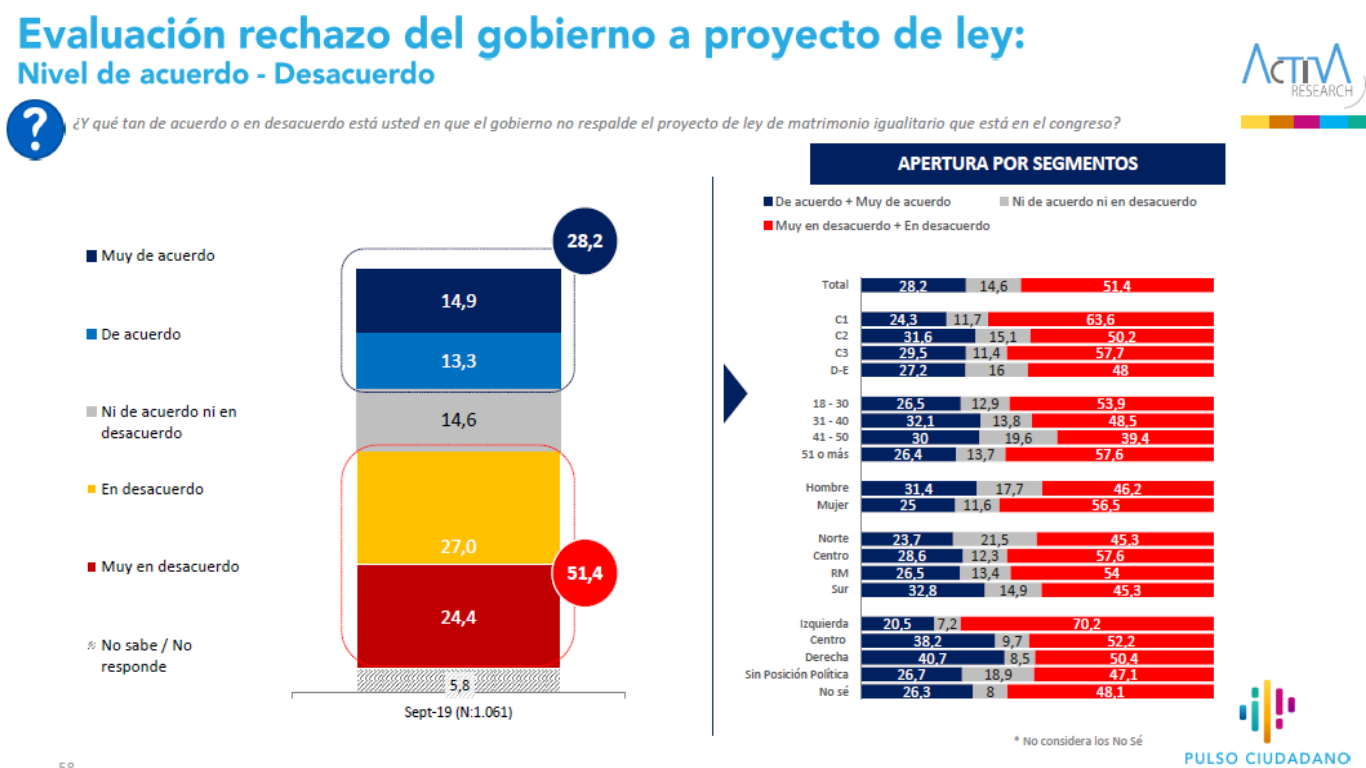 Evaluación rechazo del gobierno a proyecto de ley:
Nivel de acuerdo - Desacuerdo
ACTIVA
RESEARCH
?
¿Y qué tan de acuerdo o en desacuerdo está usted en que el gobierno no respalde el proyecto de ley de matrimonio igualitario que está en el congreso?
Muy de acuerdo
De acuerdo
Ni de acuerdo ni en
desacuerdo
En desacuerdo
Muy en desacuerdo
No sabe / No
responde
28,2
14,9
13,3
14,6
27,0
51,4
24,4
5,8
Sept-19 (N:1.061)
APERTURA POR SEGMENTOS
De acuerdo + Muy de acuerdo
Ni de acuerdo ni en desacuerdo
Muy en desacuerdo + En desacuerdo
Total 28,2 14,6 51,4
C1 24,3 11,7 63,6
C2 31,6 15,1 50,2
C3 29,5 11,4 57,7
D-E 27,2 16 48
18 - 30 26,5 12,9 53,9
31 - 40 32,1 13,8 48,5
41 - 50 30 19,6 39,4
51 o más 26,4 13,7 57,6
Hombre 31,4 17,7 46,2
Mujer 25 11,6 56,5
Norte 23,7 21,5 45,3
Centro 28,6 12,3 57,6
RM 26,5 13,4 54
Sur 32,8 14,9 45,3
Izquierda 20,5 7,2 70,2
Centro 38,2 9,7 52,2
Derecha 40,7 8,5 50,4
Sin Posición Política 26,7 18,9 47,1
No sé 26,3 8 48,1
* No considera los No Sé
PULSO CIUDADANO
58